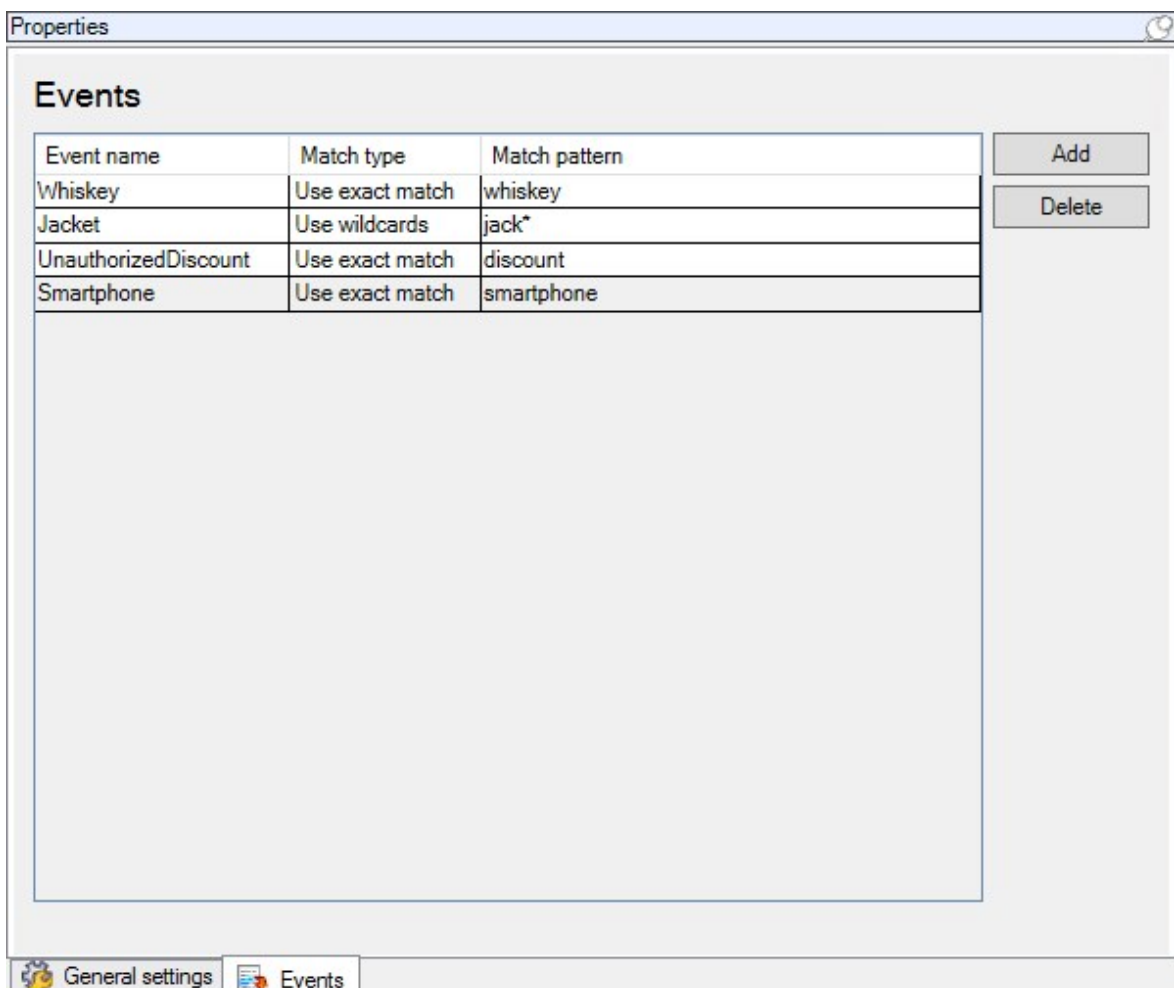 Properties
Events
Event name Match type Match pattern Add
Whiskey Use exact match whiskey
Delete
Jacket Use wildcards jack*
UnauthorizedDiscount Use exact match discount
Smartphone Use exact match smartphone
General settings Events